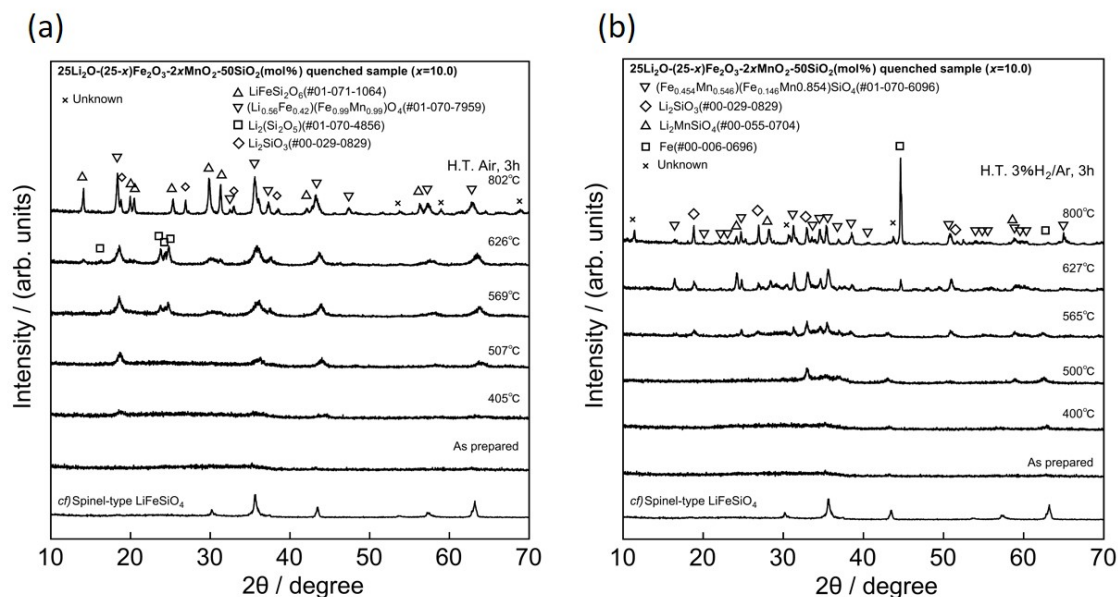 (a)
25Li₂O-(25-x)Fe₂O₃-2xMnO₂-50SiO₂(mol%) quenched sample (x=10.0)
× Unknown
△ LiFeSi₂O₆(#01-071-1064)
▽ (Li₀.₅₆Fe₀.₄₂)(Fe₀.₉₉Mn₀.₉₉)O₄(#01-070-7959)
□ Li₂(Si₂O₅)(#01-070-4856)
◇ Li₂SiO₃(#00-029-0829)
H.T. Air, 3h
802℃
626℃
569℃
507℃
405℃
As prepared
cf) Spinel-type LiFeSiO₄
Intensity / (arb. units)
10 20 30 40 50 60 70
2θ / degree
(b)
25Li₂O-(25-x)Fe₂O₃-2xMnO₂-50SiO₂(mol%) quenched sample (x=10.0)
▽ (Fe₀.₄₅₄Mn₀.₅₄₆)(Fe₀.₁₄₆Mn0.854)SiO₄(#01-070-6096)
◇ Li₂SiO₃(#00-029-0829)
△ Li₂MnSiO₄(#00-055-0704)
□ Fe(#00-006-0696)
× Unknown
H.T. 3%H₂/Ar, 3h
800℃
627℃
565℃
500℃
400℃
As prepared
cf) Spinel-type LiFeSiO₄
Intensity / (arb. units)
10 20 30 40 50 60 70
2θ / degree